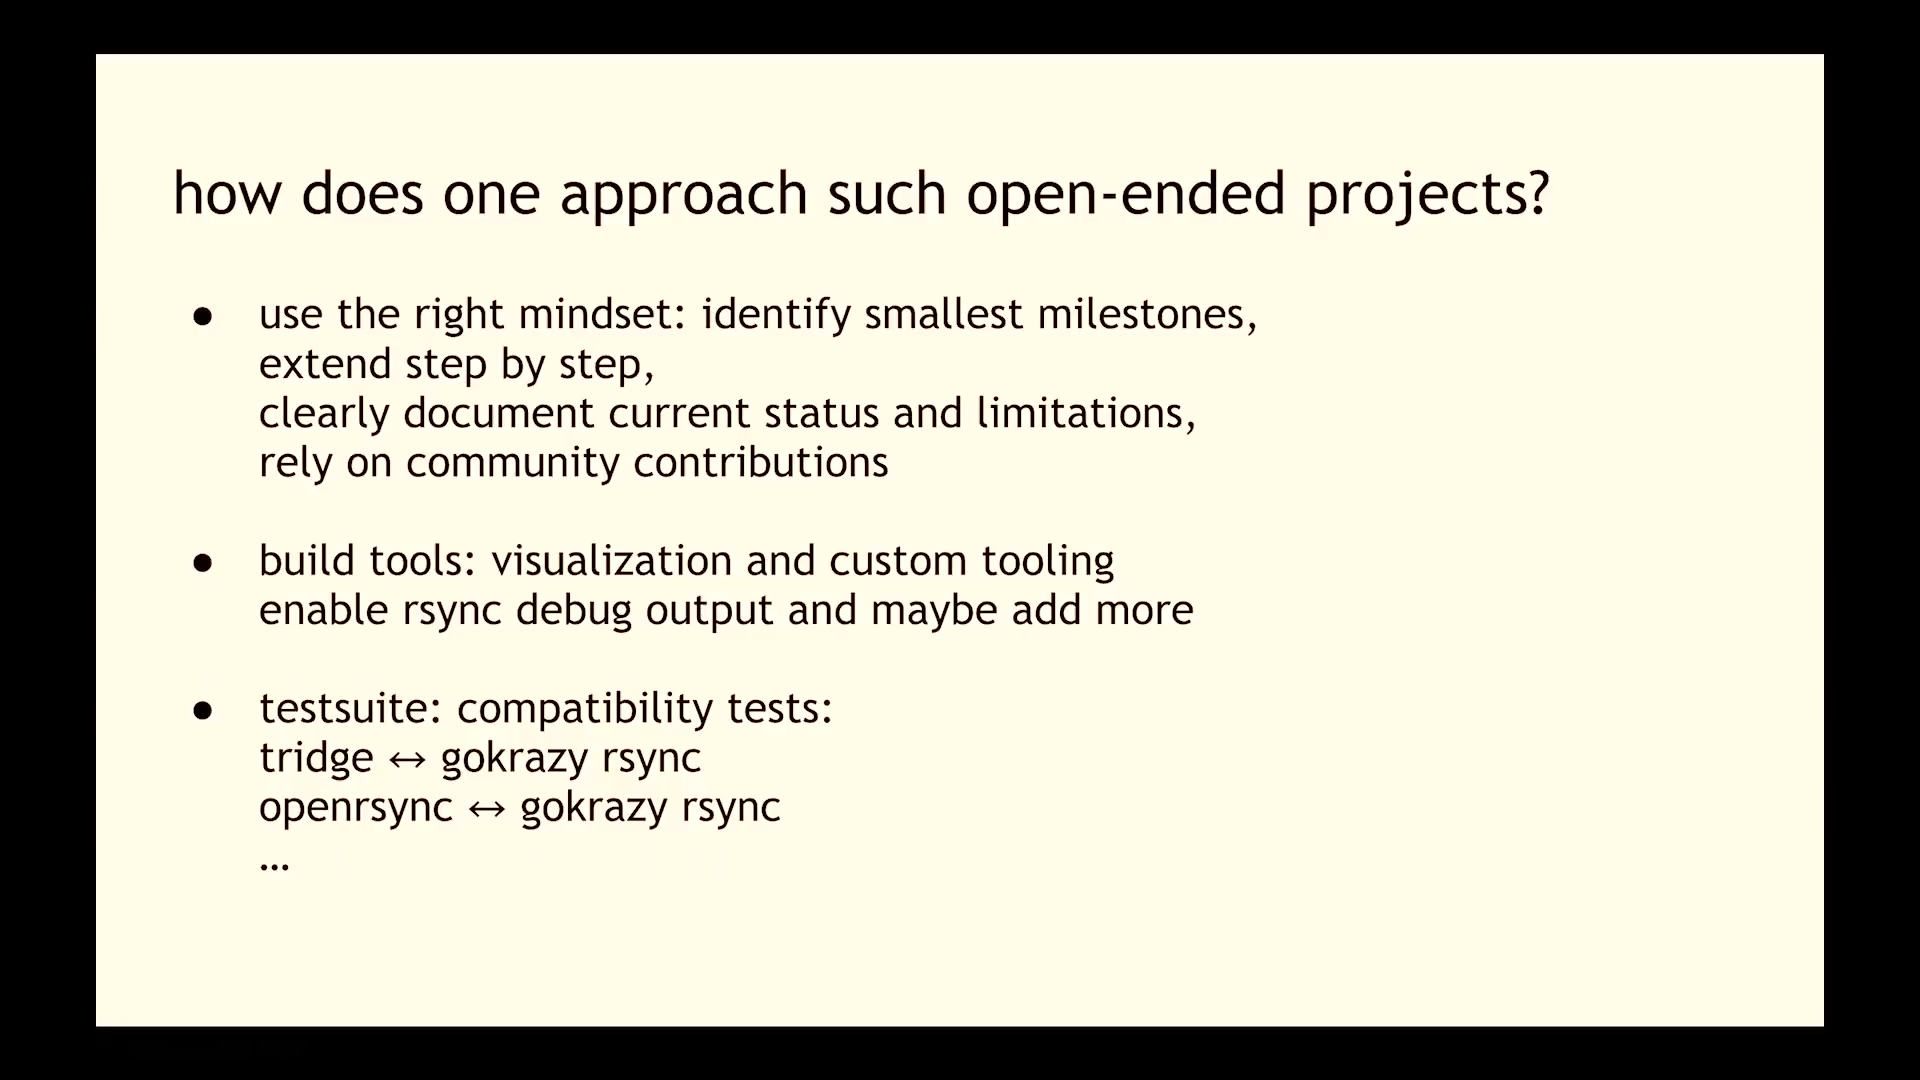 how does one approach such open-ended projects?
● use the right mindset: identify smallest milestones,
extend step by step,
clearly document current status and limitations,
rely on community contributions
● build tools: visualization and custom tooling
enable rsync debug output and maybe add more
● testsuite: compatibility tests:
tridge ↔ gokrazy rsync
openrsync ↔ gokrazy rsync
…